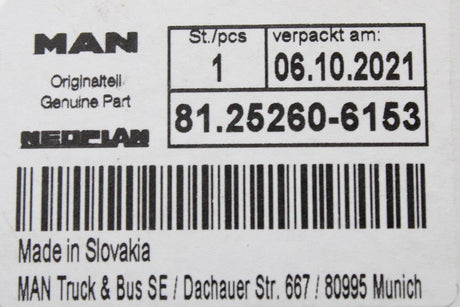 MAN
Originalteil
Genuine Part
NEOPLAN
St./pcs
1
verpackt am:
06.10.2021
81.25260-6153
Made in Slovakia
MAN Truck & Bus SE / Dachauer Str. 667 / 80995 Munich